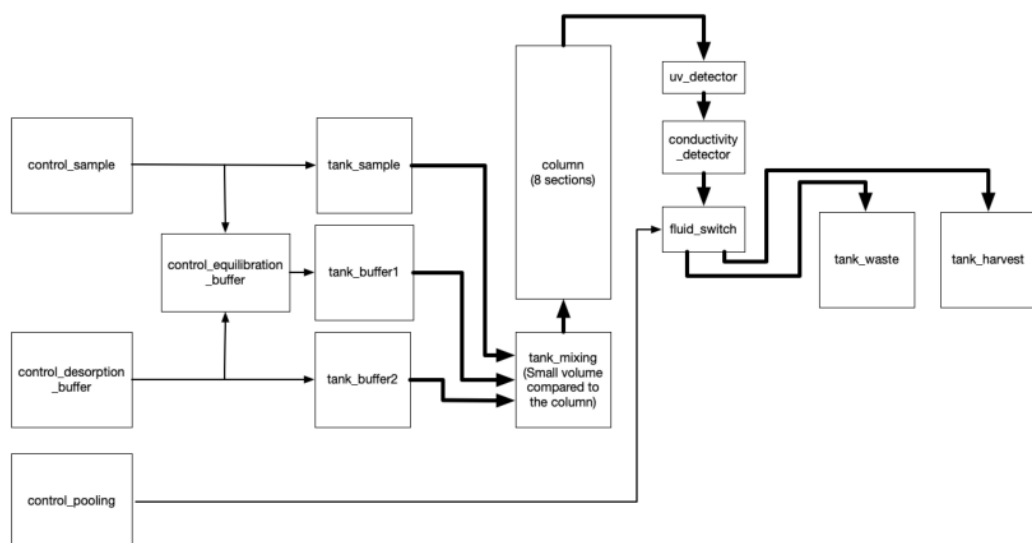 uv_detector
control_sample
tank_sample
column
(8 sections)
conductivity
_detector
fluid_switch
control_equilibration
_buffer
tank_buffer1
tank_waste
tank_harvest
control_desorption
_buffer
tank_buffer2
tank_mixing
(Small volume
compared to
the column)
control_pooling